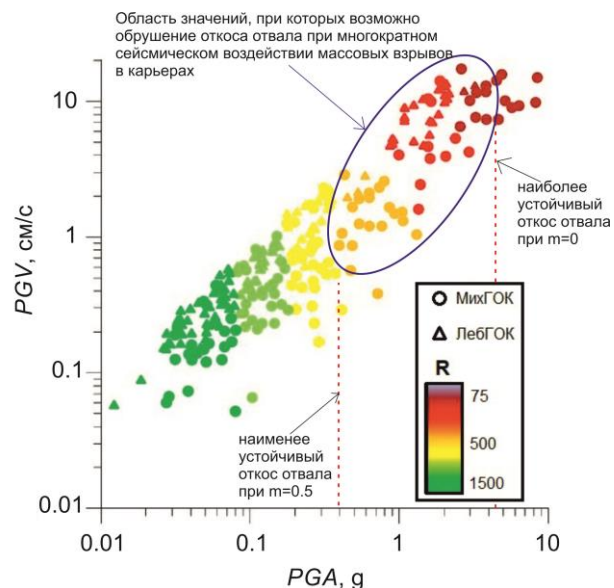 Область значений, при которых возможно
обрушение откоса отвала при многократном
сейсмическом воздействии массовых взрывов
в карьерах
10
1
0.1
0.01
PGV, см/с
наиболее
устойчивый
откос отвала
при m=0
МихГОК
ЛебГОК
R
75
500
1500
наименее
устойчивый
откос отвала
при m=0.5
0.01
0.1
1
10
PGA, g